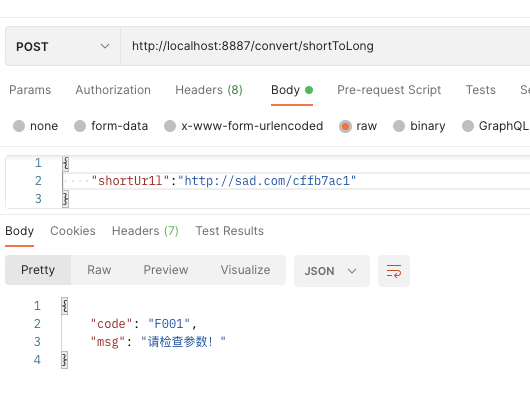 POST http://localhost:8887/convert/shortToLong
Params Authorization Headers (8) Body Pre-request Script Tests
none form-data x-www-form-urlencoded raw binary GraphQL
1 {
2 "shortUr1l":"http://sad.com/cffb7ac1"
3 }
Body Cookies Headers (7) Test Results
Pretty Raw Preview Visualize JSON
1 {
2 "code": "F001",
3 "msg": "请检查参数！"
4 }